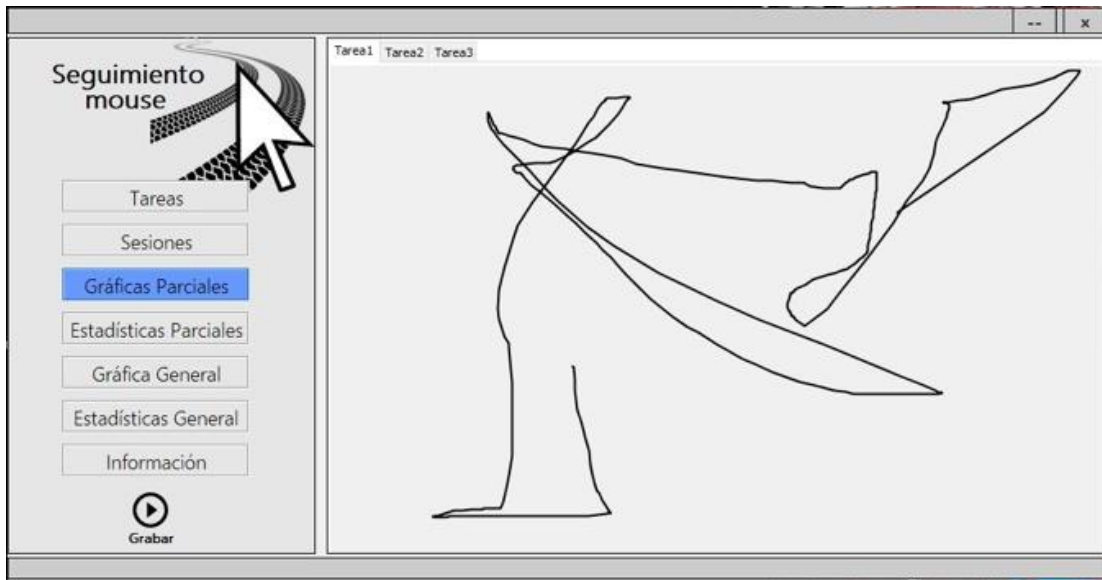 -- x
Seguimiento
mouse
Tarea1 Tarea2 Tarea3
Tareas
Sesiones
Gráficas Parciales
Estadísticas Parciales
Gráfica General
Estadísticas General
Información
Grabar